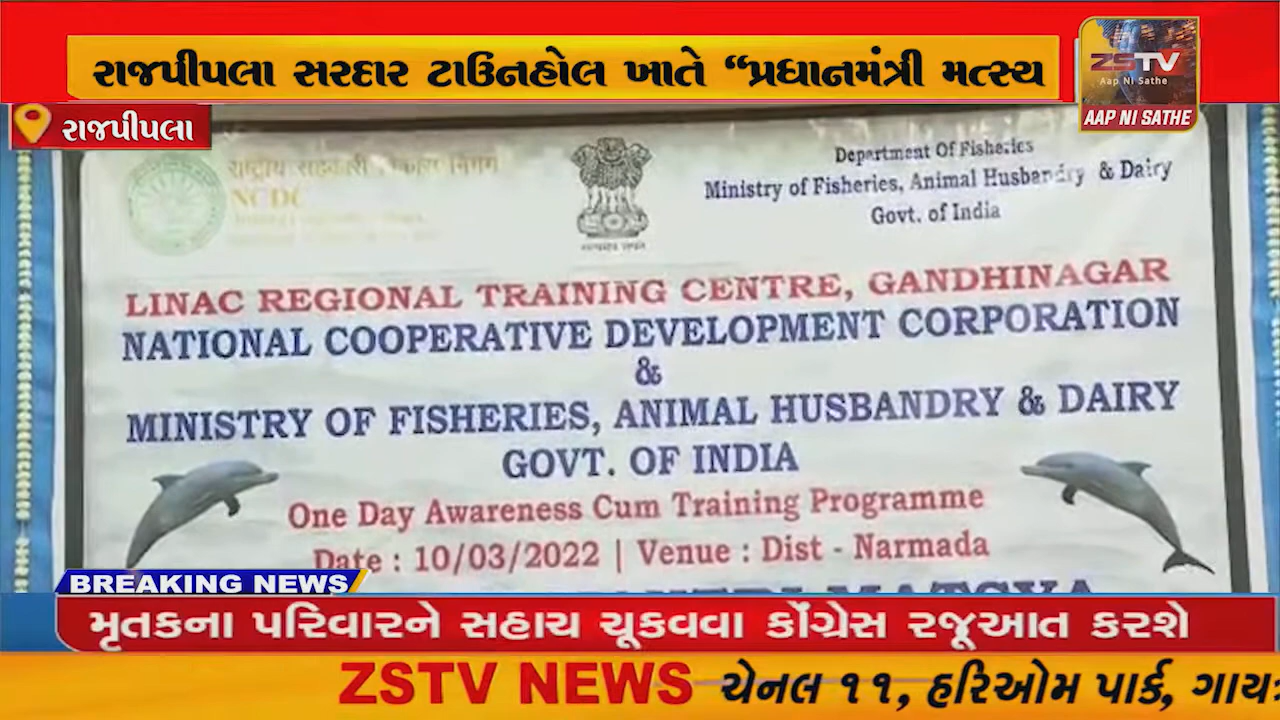 રાજપીપલા સરદાર ટાઉનહોલ ખાતે “પ્રધાનમંત્રી મત્સ્ય
ZSTV
Aap Ni Sathe
AAP NI SATHE
રાજપીપલા
राष्ट्रीय सहकारी विकास निगम
NCDC
Department Of Fisheries
Ministry of Fisheries, Animal Husbandry & Dairy
Govt. of India
LINAC REGIONAL TRAINING CENTRE, GANDHINAGAR
NATIONAL COOPERATIVE DEVELOPMENT CORPORATION
&
MINISTRY OF FISHERIES, ANIMAL HUSBANDRY & DAIRY
GOVT. OF INDIA
One Day Awareness Cum Training Programme
Date : 10/03/2022 | Venue : Dist - Narmada
MATSYA
BREAKING NEWS
મૃતકના પરિવારને સહાય ચૂકવવા કોંગ્રેસ રજૂઆત કરશે
ZSTV NEWS ચેનલ ૧૧, હરિઓમ પાર્ક, ગાયત્ર